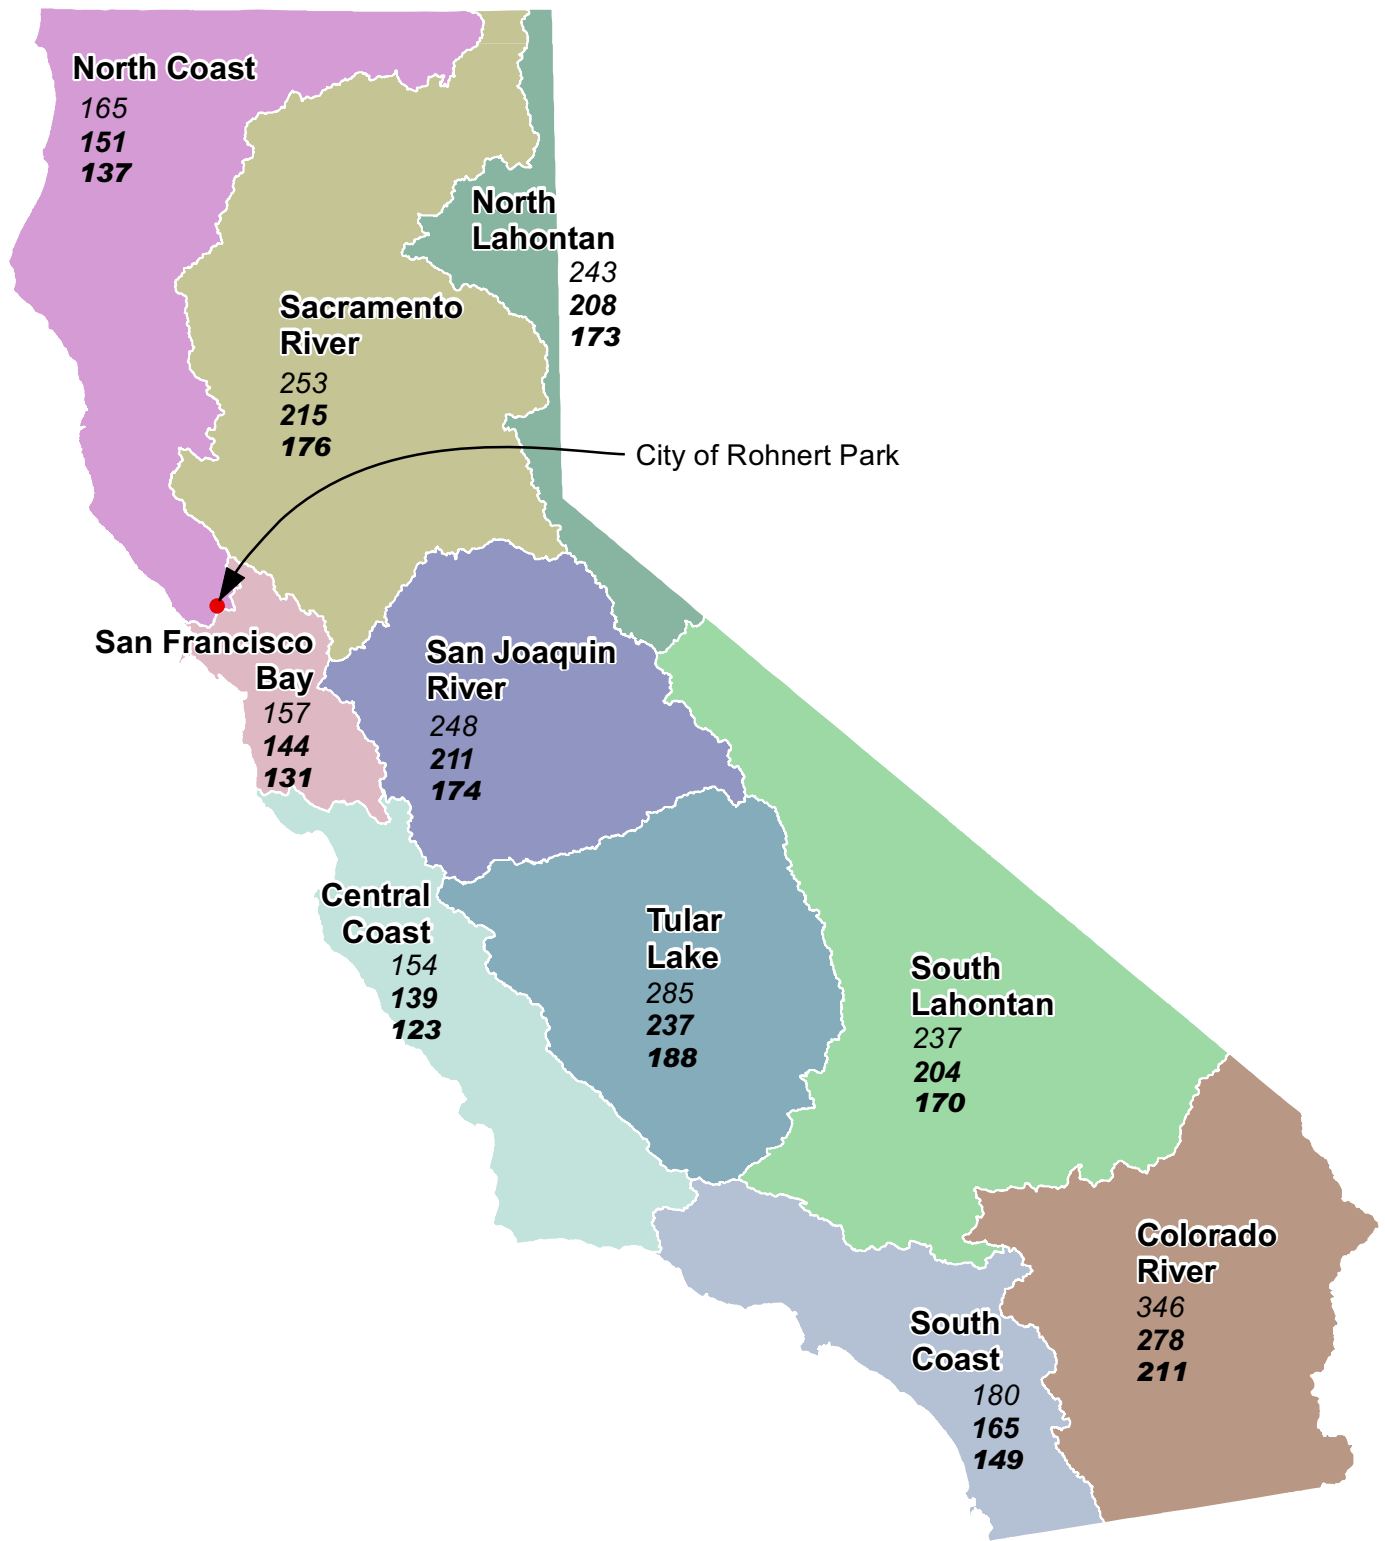 North Coast
165
151
137
North
Lahontan
243
208
173
Sacramento
River
253
215
176
City of Rohnert Park
San Francisco
Bay
157
144
131
San Joaquin
River
248
211
174
Central
Coast
154
139
123
Tular
Lake
285
237
188
South
Lahontan
237
204
170
Colorado
River
346
278
211
South
Coast
180
165
149